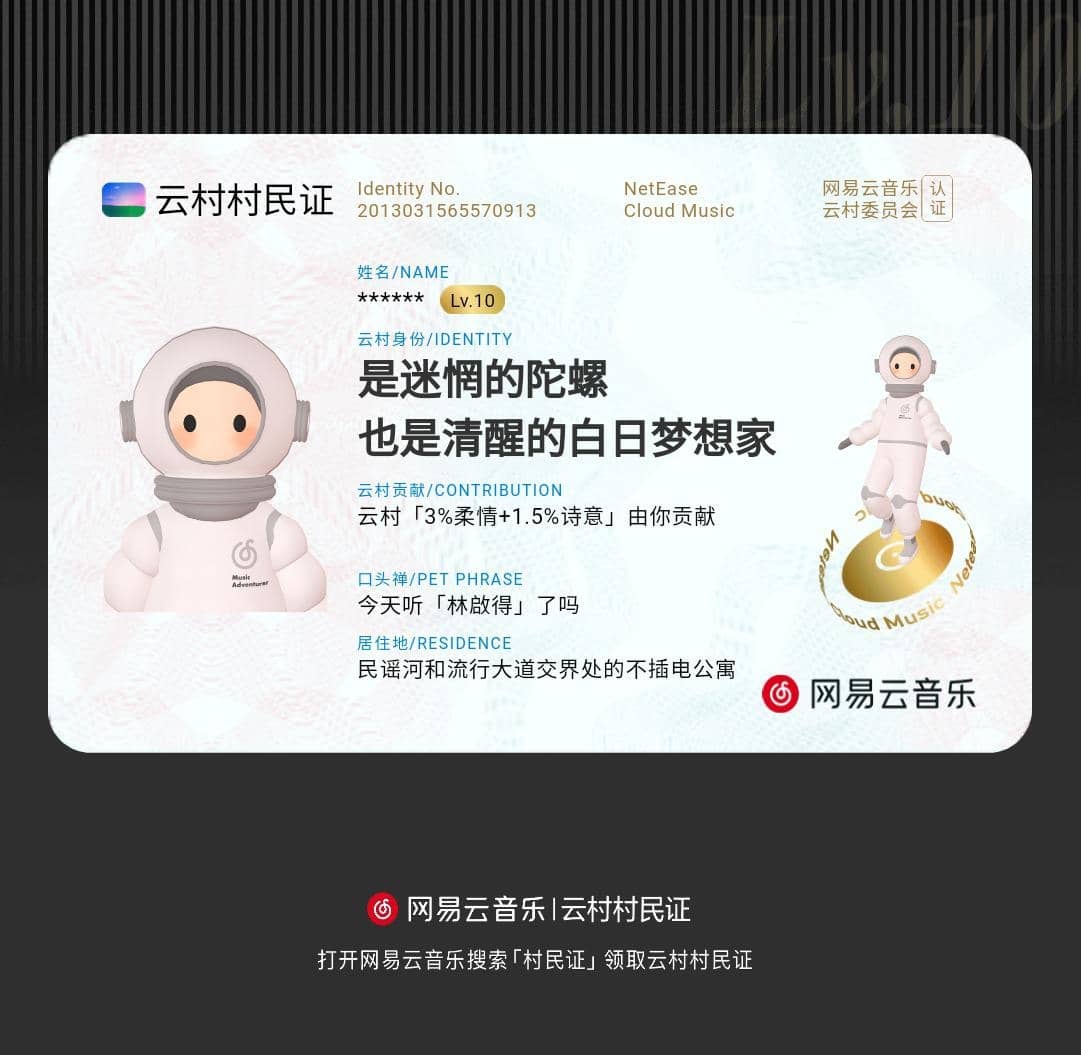 Lv.10
云村村民证
Identity No.
2013031565570913
NetEase
Cloud Music
网易云音乐
云村委员会
认证
姓名/NAME
****** Lv.10
云村身份/IDENTITY
是迷惘的陀螺
也是清醒的白日梦想家
云村贡献/CONTRIBUTION
云村「3%柔情+1.5%诗意」由你贡献
口头禅/PET PHRASE
今天听「林啟得」了吗
居住地/RESIDENCE
民谣河和流行大道交界处的不插电公寓
Music
Adventurer
Cloud Music
网易云音乐
网易云音乐|云村村民证
打开网易云音乐搜索「村民证」领取云村村民证